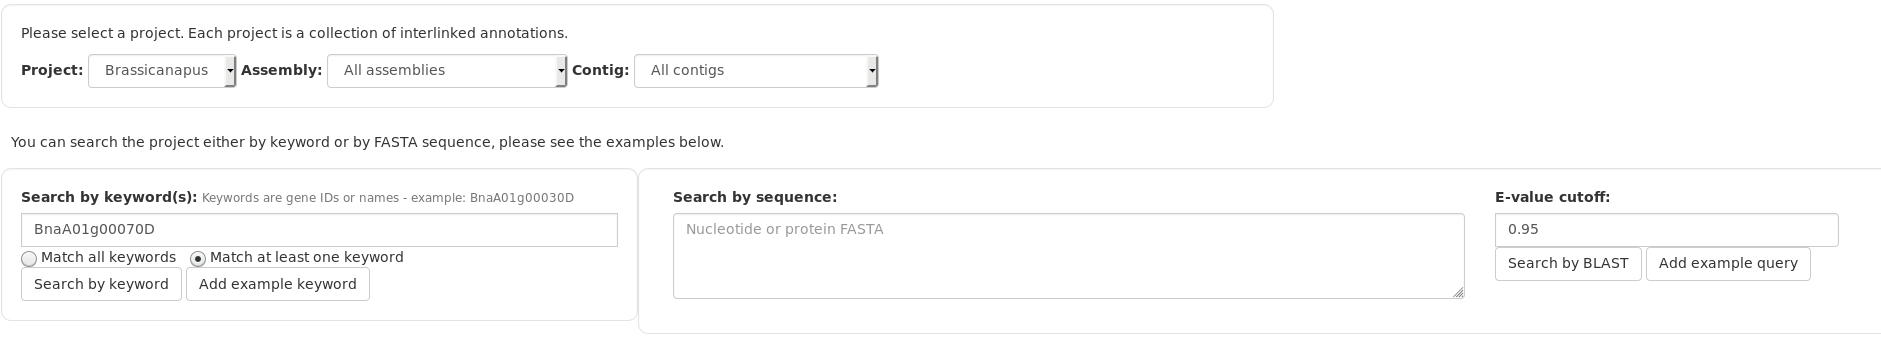 Please select a project. Each project is a collection of interlinked annotations.
Project: Brassicanapus Assembly: All assemblies Contig: All contigs
You can search the project either by keyword or by FASTA sequence, please see the examples below.
Search by keyword(s): Keywords are gene IDs or names - example: BnaA01g00030D
BnaA01g00070D
Match all keywords Match at least one keyword
Search by keyword Add example keyword
Search by sequence:
Nucleotide or protein FASTA
E-value cutoff:
0.95
Search by BLAST Add example query